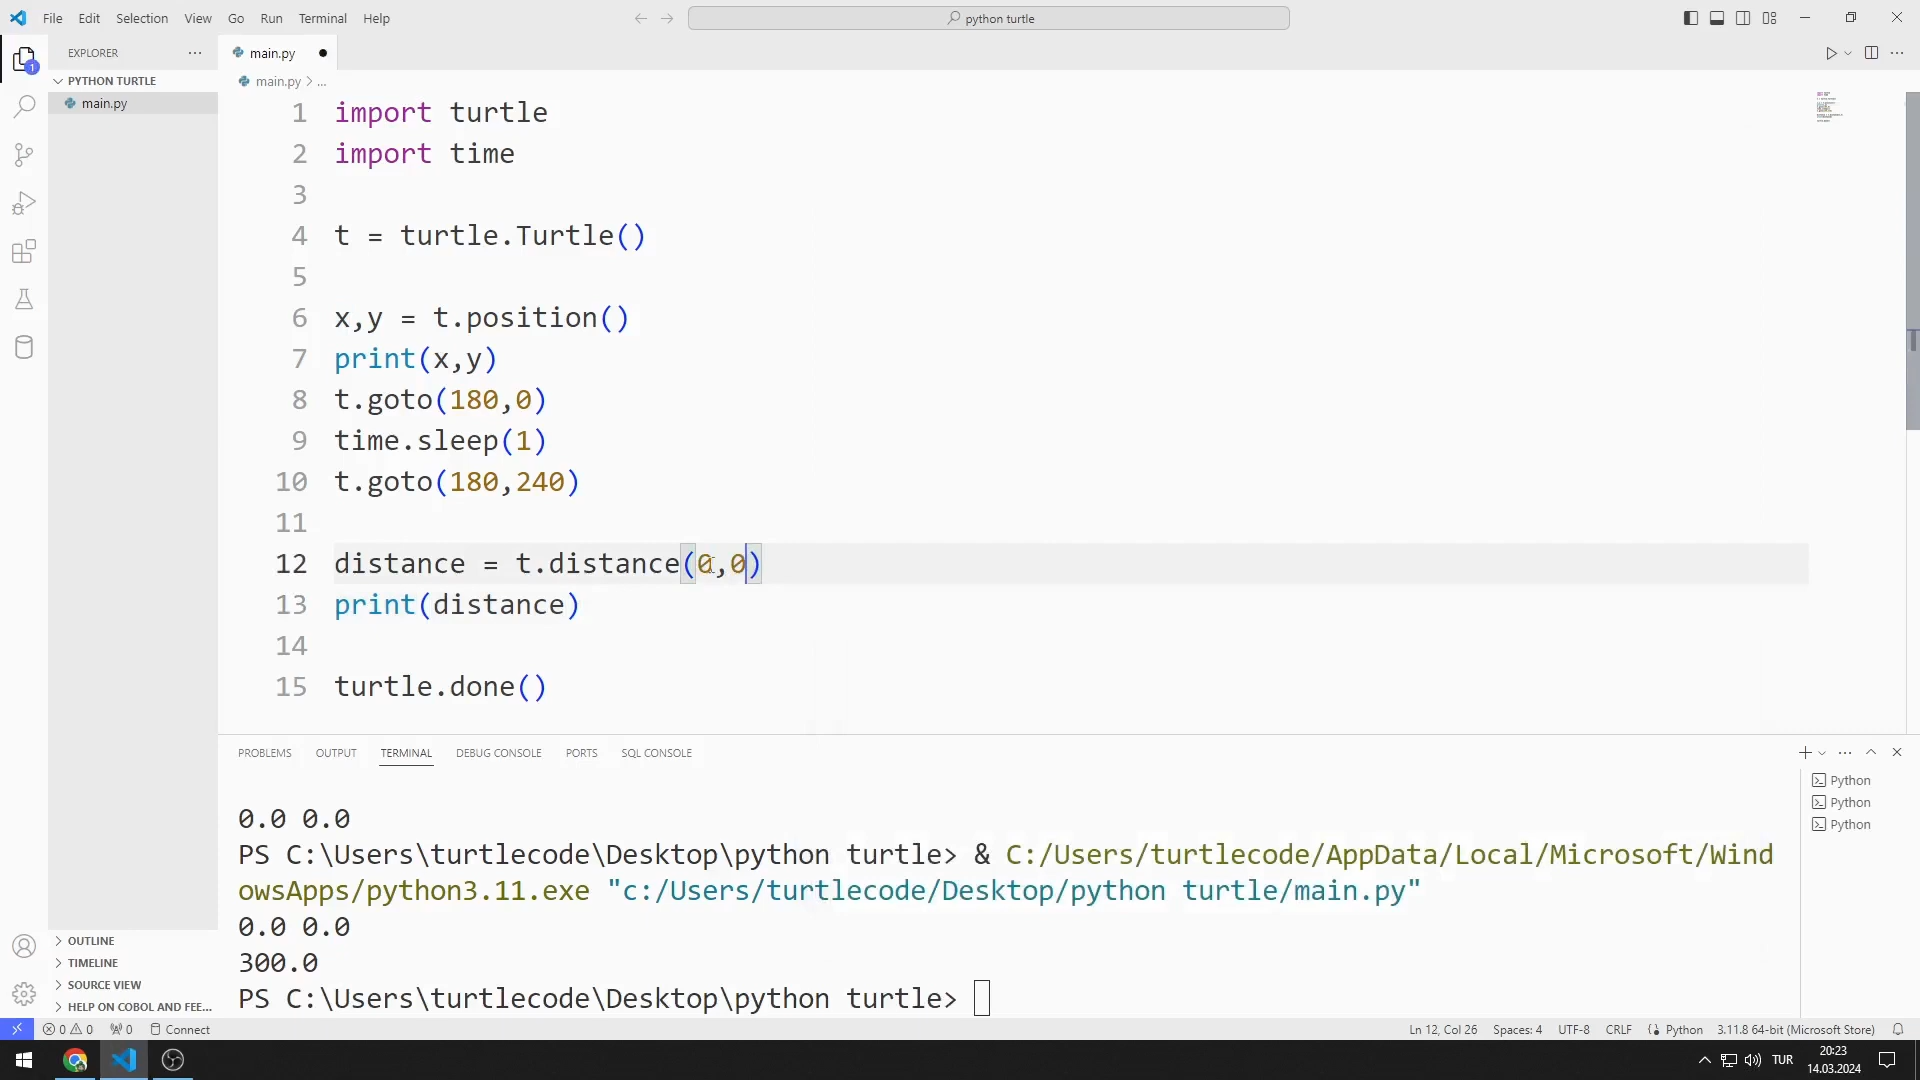 File Edit Selection View Go Run Terminal Help
python turtle
EXPLORER
main.py
PYTHON TURTLE
main.py
main.py > ...
1
1 import turtle
2 import time
3
4 t = turtle.Turtle()
5
6 x,y = t.position()
7 print(x,y)
8 t.goto(180,0)
9 time.sleep(1)
10 t.goto(180,240)
11
12 distance = t.distance(0,0)
13 print(distance)
14
15 turtle.done()
PROBLEMS OUTPUT TERMINAL DEBUG CONSOLE PORTS SQL CONSOLE
Python
Python
Python
0.0 0.0
PS C:\Users\turtlecode\Desktop\python turtle> & C:/Users/turtlecode/AppData/Local/Microsoft/Wind
owsApps/python3.11.exe "c:/Users/turtlecode/Desktop/python turtle/main.py"
0.0 0.0
300.0
PS C:\Users\turtlecode\Desktop\python turtle>
OUTLINE
TIMELINE
SOURCE VIEW
HELP ON COBOL AND FEE...
0 0 0 Connect
Ln 12, Col 26 Spaces: 4 UTF-8 CRLF Python 3.11.8 64-bit (Microsoft Store)
TUR
20:23
14.03.2024